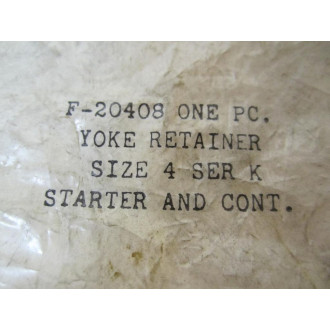 F-20408 ONE PC.
YOKE RETAINER
SIZE 4 SER K
STARTER AND CONT.